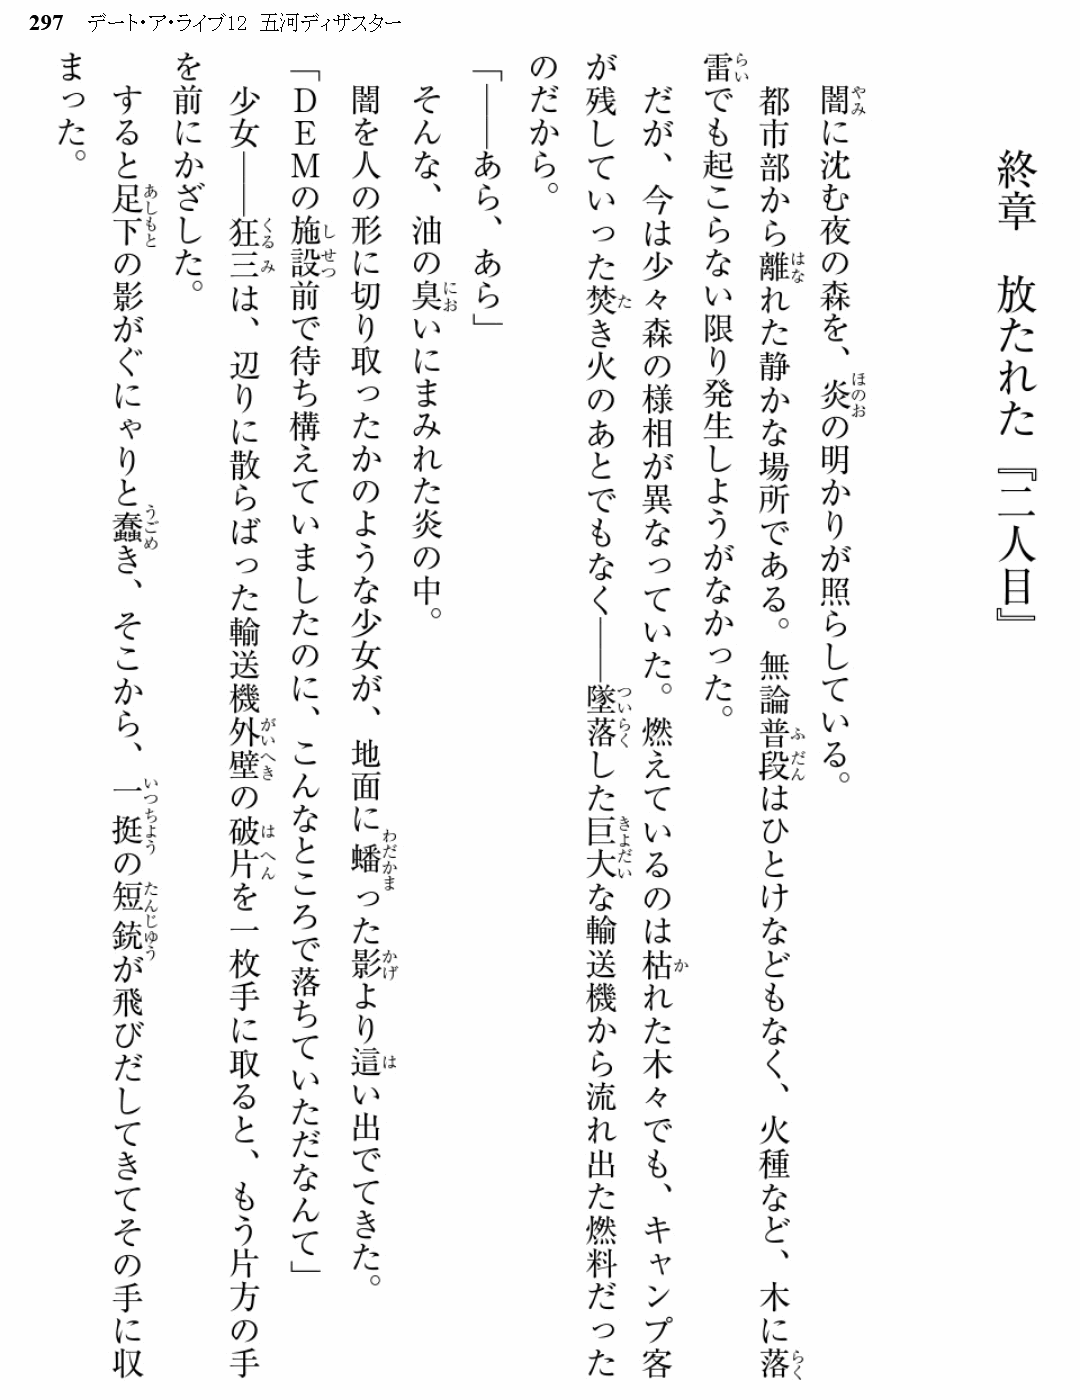 297 デート・ア・ライブ12 五河ディザスター
終章　放たれた『二人目』
闇に沈む夜の森を、炎の明かりが照らしている。
都市部から離れた静かな場所である。無論普段はひとけなどもなく、火種など、木に落
雷でも起こらない限り発生しようがなかった。
だが、今は少々森の様相が異なっていた。燃えているのは枯れた木々でも、キャンプ客
が残していった焚き火のあとでもなく――墜落した巨大な輸送機から流れ出た燃料だった
のだから。
「――あら、あら」
そんな、油の臭いにまみれた炎の中。
闇を人の形に切り取ったかのような少女が、地面に蟠った影より這い出でてきた。
「ＤＥＭの施設前で待ち構えていましたのに、こんなところで落ちていただなんて」
少女――狂三は、辺りに散らばった輸送機外壁の破片を一枚手に取ると、もう片方の手
を前にかざした。
すると足下の影がぐにゃりと蠢き、そこから、一挺の短銃が飛びだしてきてその手に収
まった。